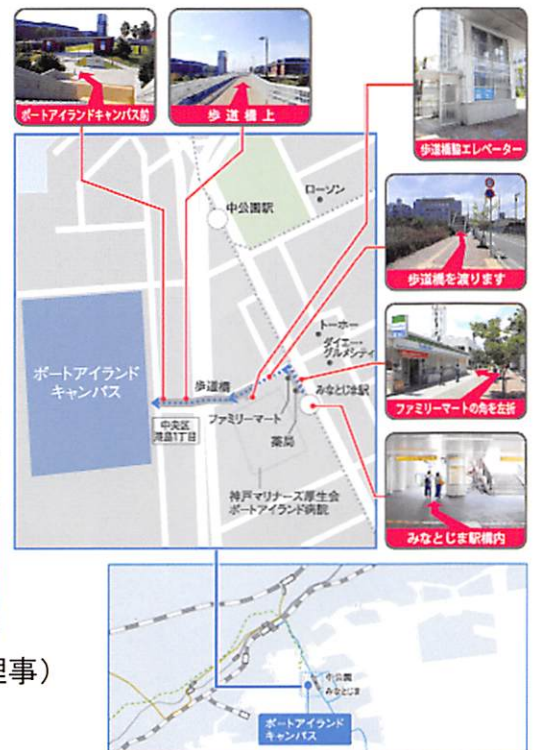 ポートアイランドキャンパス前
歩道橋上
歩道橋脇エレベーター
歩道橋を渡ります
ファミリーマートの角を左折
みなとじま駅構内
ローソン
中公園駅
トーホー
ダイエー・
グルメシティ
みなとじま駅
ポートアイランド
キャンパス
歩道橋
中央区
港島1丁目
ファミリーマート
薬局
神戸マリナーズ厚生会
ポートアイランド病院
理事）
中公園
みなとじま
ポートアイランド
キャンパス